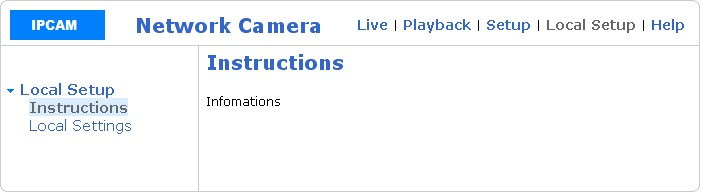 IPCAM Network Camera Live | Playback | Setup | Local Setup | Help
Local Setup
Instructions
Local Settings
Instructions
Infomations